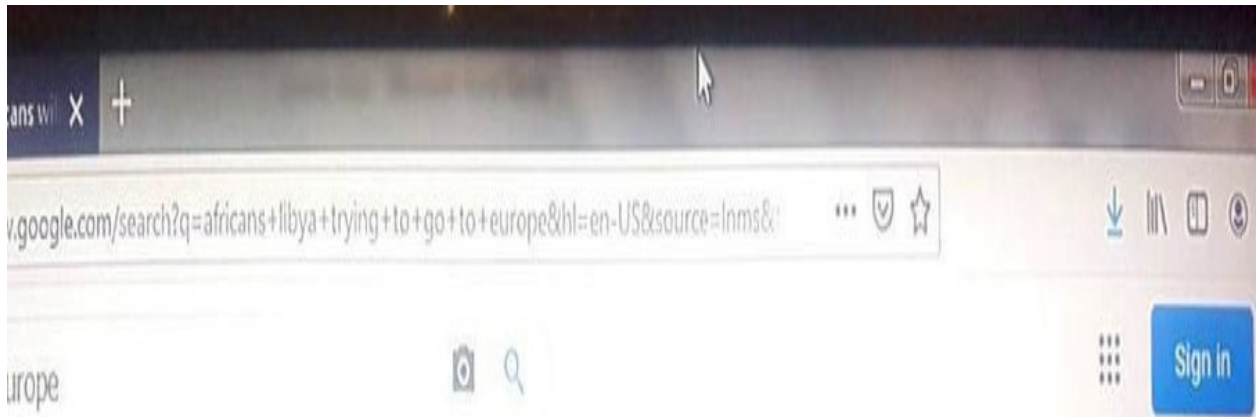 cans wi
w.google.com/search?q=africans+libya+trying+to+go+to+europe&hl=en-US&source=lnms&
urope
Sign in